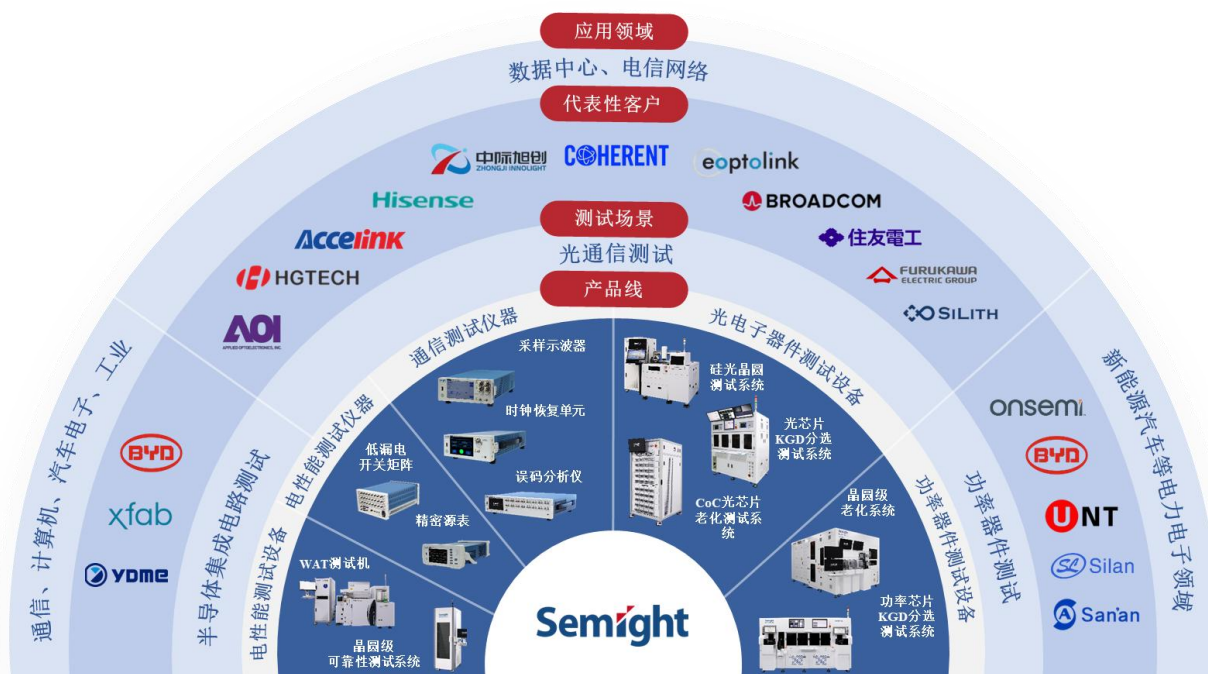 应用领域
数据中心、电信网络
代表性客户
中际旭创
ZHONGJI INNOLIGHT
COHERENT
eoptolink
Hisense
BROADCOM
Accelink
住友電工
HGTECH
FURUKAWA
ELECTRIC GROUP
AOI
APPLIED OPTOELECTRONICS, INC.
SILITH
测试场景
光通信测试
产品线
通信测试仪器
采样示波器
时钟恢复单元
误码分析仪
光电子器件测试设备
硅光晶圆
测试系统
光芯片
KGD分选
测试系统
CoC光芯片
老化测试系
统
通信、计算机、汽车电子、工业
BYD
xfab
YDME
半导体集成电路测试
电性能测试仪器
低漏电
开关矩阵
精密源表
电性能测试设备
WAT测试机
晶圆级
可靠性测试系统
功率器件测试设备
晶圆级
老化系统
功率芯片
KGD分选
测试系统
功率器件测试
onsemi
BYD
UNT
Silan
San'an
新能源汽车等电力电子领域
Semight